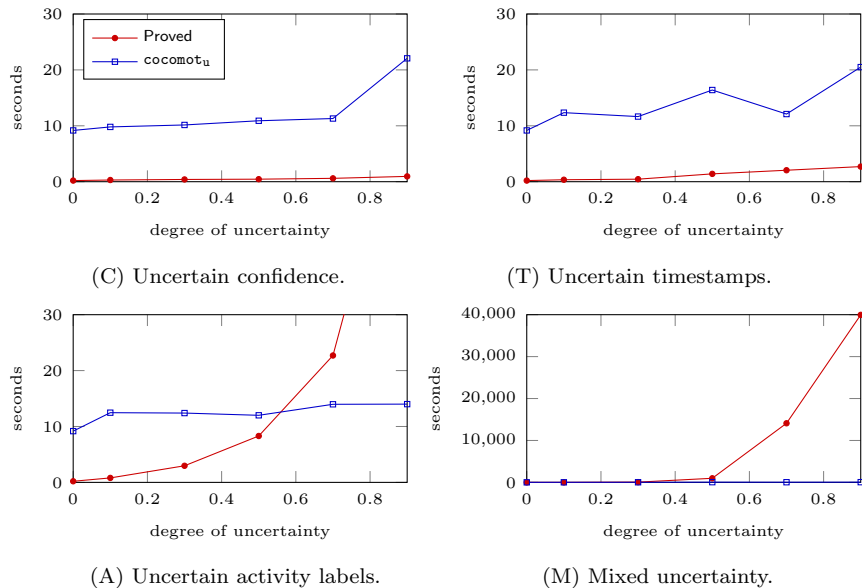 30
20
10
0
seconds
Proved
cocomot_u
0 0.2 0.4 0.6 0.8
degree of uncertainty
(C) Uncertain confidence.
30
20
10
0
seconds
0 0.2 0.4 0.6 0.8
degree of uncertainty
(T) Uncertain timestamps.
30
20
10
0
seconds
0 0.2 0.4 0.6 0.8
degree of uncertainty
(A) Uncertain activity labels.
40,000
30,000
20,000
10,000
0
seconds
0 0.2 0.4 0.6 0.8
degree of uncertainty
(M) Mixed uncertainty.